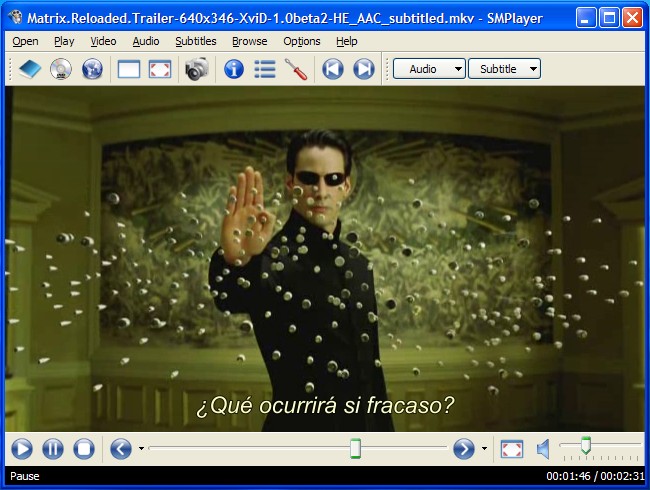 Matrix.Reloaded.Trailer-640x346-XviD-1.0beta2-HE_AAC_subtitled.mkv - SMPlayer
Open Play Video Audio Subtitles Browse Options Help
Audio Subtitle
¿Qué ocurrirá si fracaso?
Pause 00:01:46 / 00:02:31